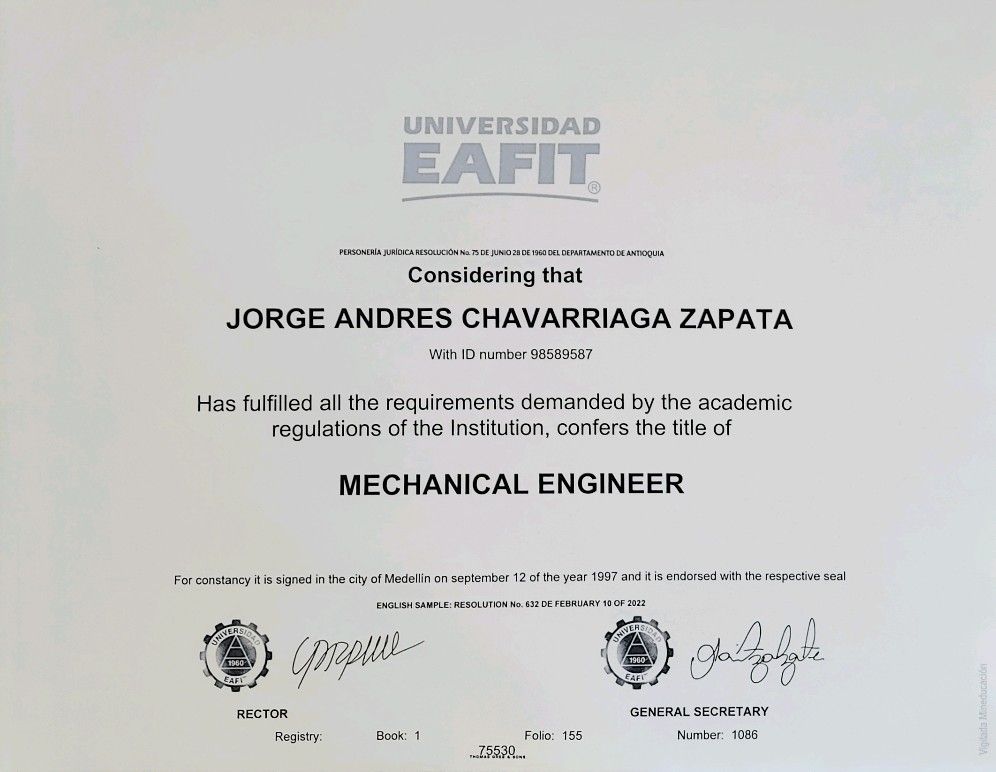 UNIVERSIDAD
EAFIT®
PERSONERÍA JURÍDICA RESOLUCIÓN No. 75 DE JUNIO 28 DE 1960 DEL DEPARTAMENTO DE ANTIOQUIA
Considering that
JORGE ANDRES CHAVARRIAGA ZAPATA
With ID number 98589587
Has fulfilled all the requirements demanded by the academic
regulations of the Institution, confers the title of
MECHANICAL ENGINEER
For constancy it is signed in the city of Medellín on september 12 of the year 1997 and it is endorsed with the respective seal
ENGLISH SAMPLE: RESOLUTION No. 632 DE FEBRUARY 10 OF 2022
UNIVERSIDAD
1960
EAFIT
UNIVERSIDAD
1960
EAFIT
RECTOR
GENERAL SECRETARY
Registry: Book: 1 Folio: 155 Number: 1086
75530
THOMAS GREG & SONS
Vigilada Mineducación